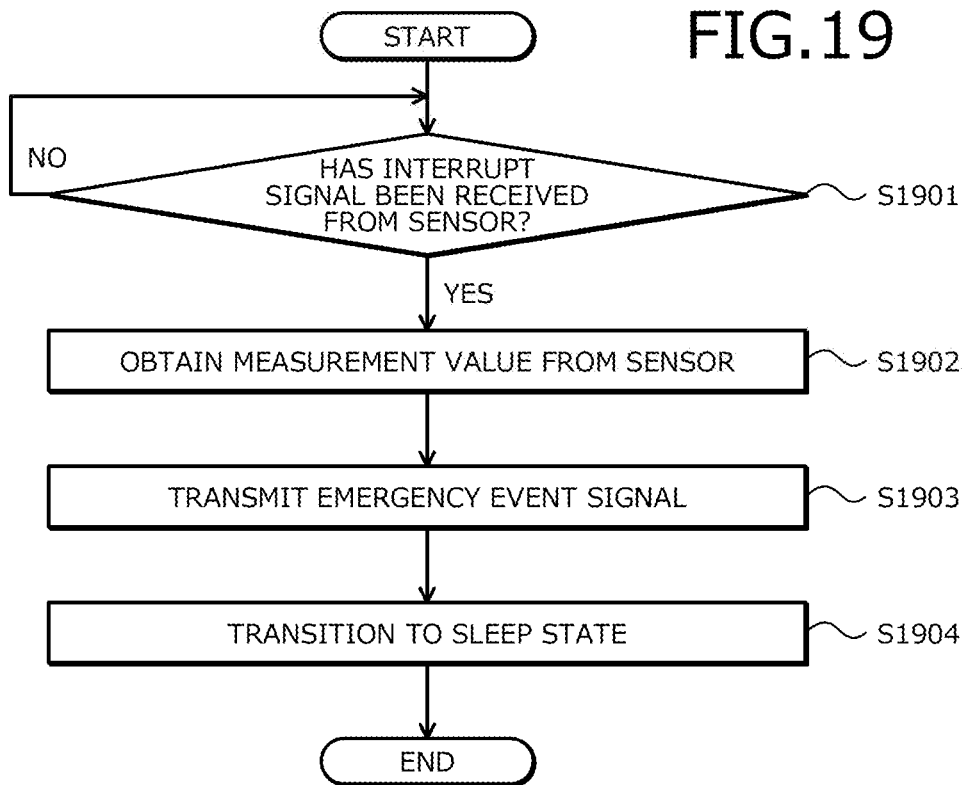 FIG.19
START
NO
HAS INTERRUPT
SIGNAL BEEN RECEIVED
FROM SENSOR?
S1901
YES
OBTAIN MEASUREMENT VALUE FROM SENSOR
S1902
TRANSMIT EMERGENCY EVENT SIGNAL
S1903
TRANSITION TO SLEEP STATE
S1904
END